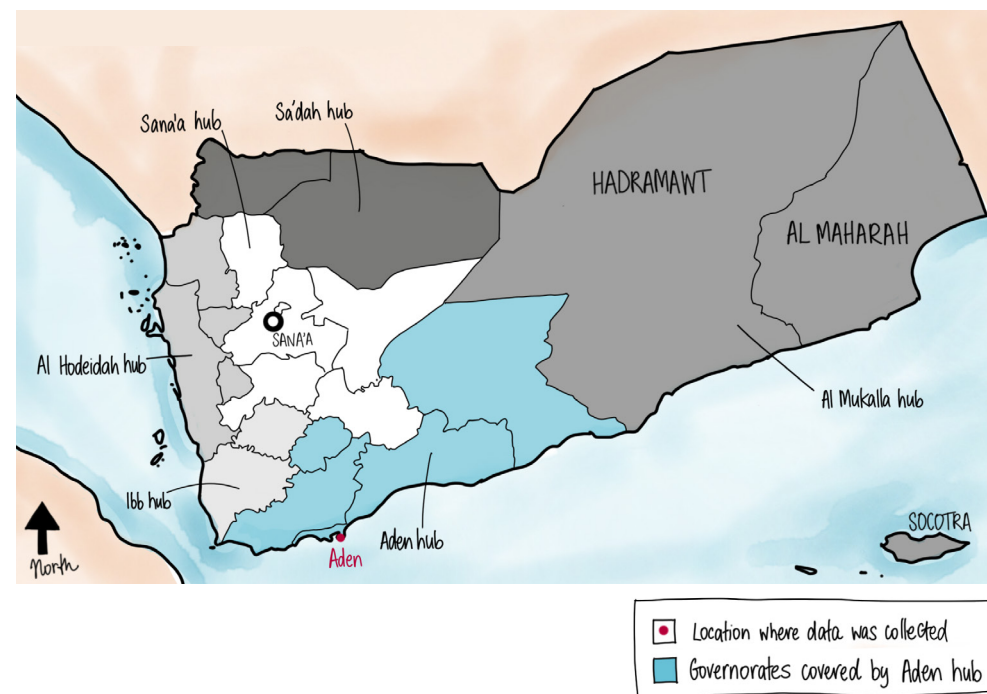 Sana'a hub
Sa'dah hub
HADRAMAWT
AL MAHARAH
SANA'A
Al Hodeidah hub
Al Mukalla hub
Ibb hub
SOCOTRA
Aden hub
Aden
North
Location where data was collected
Governorates covered by Aden hub